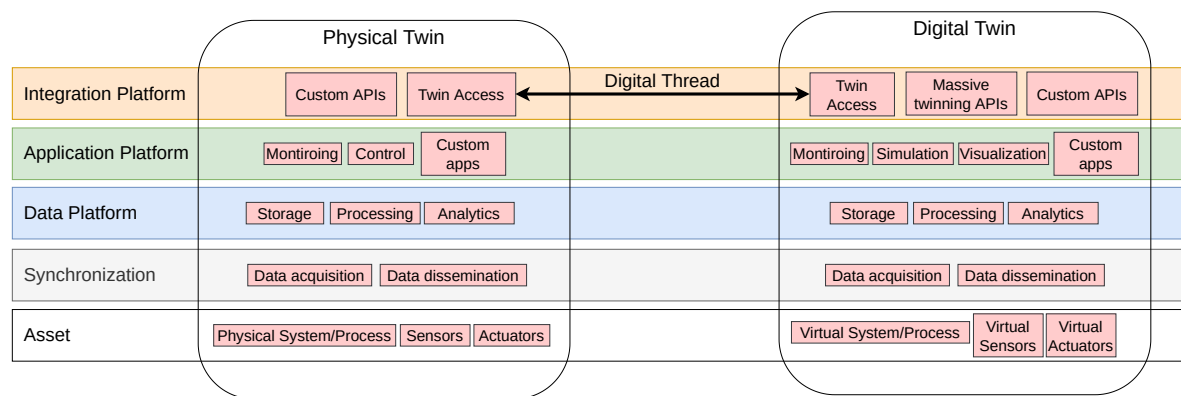 Physical Twin
Digital Twin
Integration Platform
Custom APIs
Twin Access
Digital Thread
Twin
Access
Massive
twinning APIs
Custom APIs
Application Platform
Montiroing
Control
Custom
apps
Montiroing
Simulation
Visualization
Custom
apps
Data Platform
Storage
Processing
Analytics
Storage
Processing
Analytics
Synchronization
Data acquisition
Data dissemination
Data acquisition
Data dissemination
Asset
Physical System/Process
Sensors
Actuators
Virtual System/Process
Virtual
Sensors
Virtual
Actuators